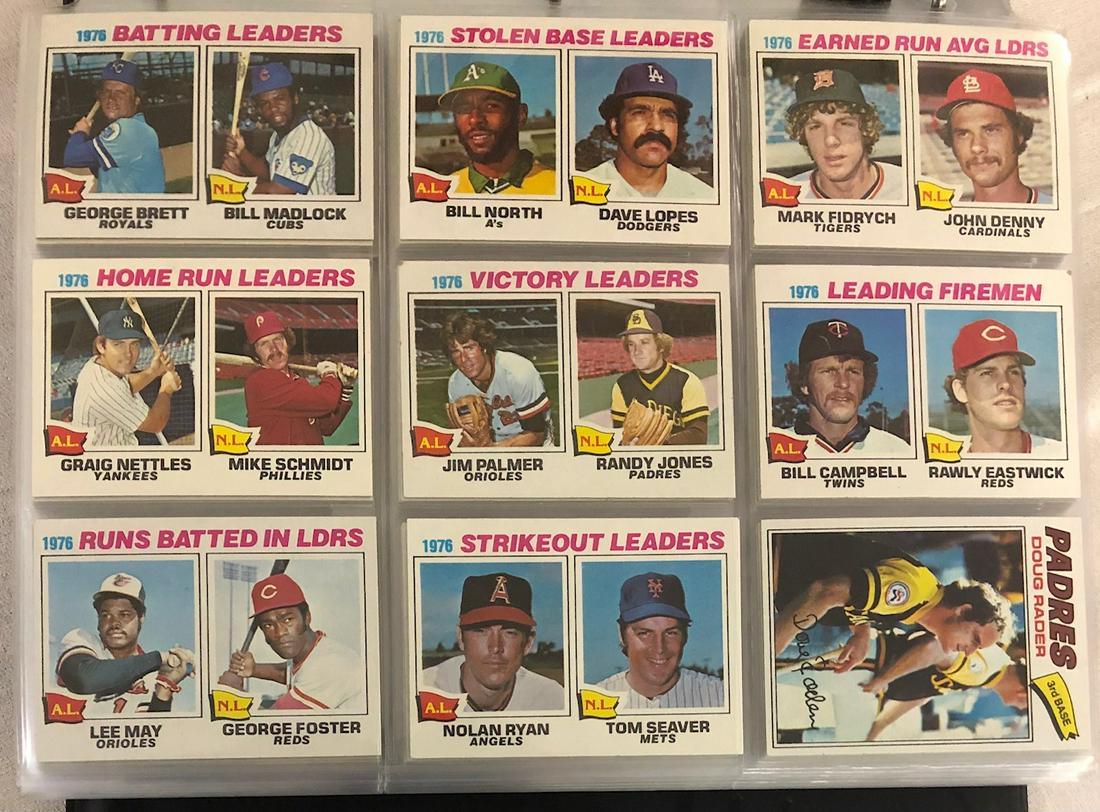 1976 BATTING LEADERS
A.L. N.L.
GEORGE BRETT BILL MADLOCK
ROYALS CUBS
1976 STOLEN BASE LEADERS
A's LA
A.L. N.L.
BILL NORTH DAVE LOPES
A's DODGERS
1976 EARNED RUN AVG LDRS
A.L. N.L.
MARK FIDRYCH JOHN DENNY
TIGERS CARDINALS
1976 HOME RUN LEADERS
A.L. N.L.
GRAIG NETTLES MIKE SCHMIDT
YANKEES PHILLIES
1976 VICTORY LEADERS
A.L. N.L.
JIM PALMER RANDY JONES
ORIOLES PADRES
1976 LEADING FIREMEN
A.L. N.L.
BILL CAMPBELL RAWLY EASTWICK
TWINS REDS
1976 RUNS BATTED IN LDRS
A.L. N.L.
LEE MAY GEORGE FOSTER
ORIOLES REDS
1976 STRIKEOUT LEADERS
A.L. N.L.
NOLAN RYAN TOM SEAVER
ANGELS METS
PADRES
DOUG RADER
3rd BASE